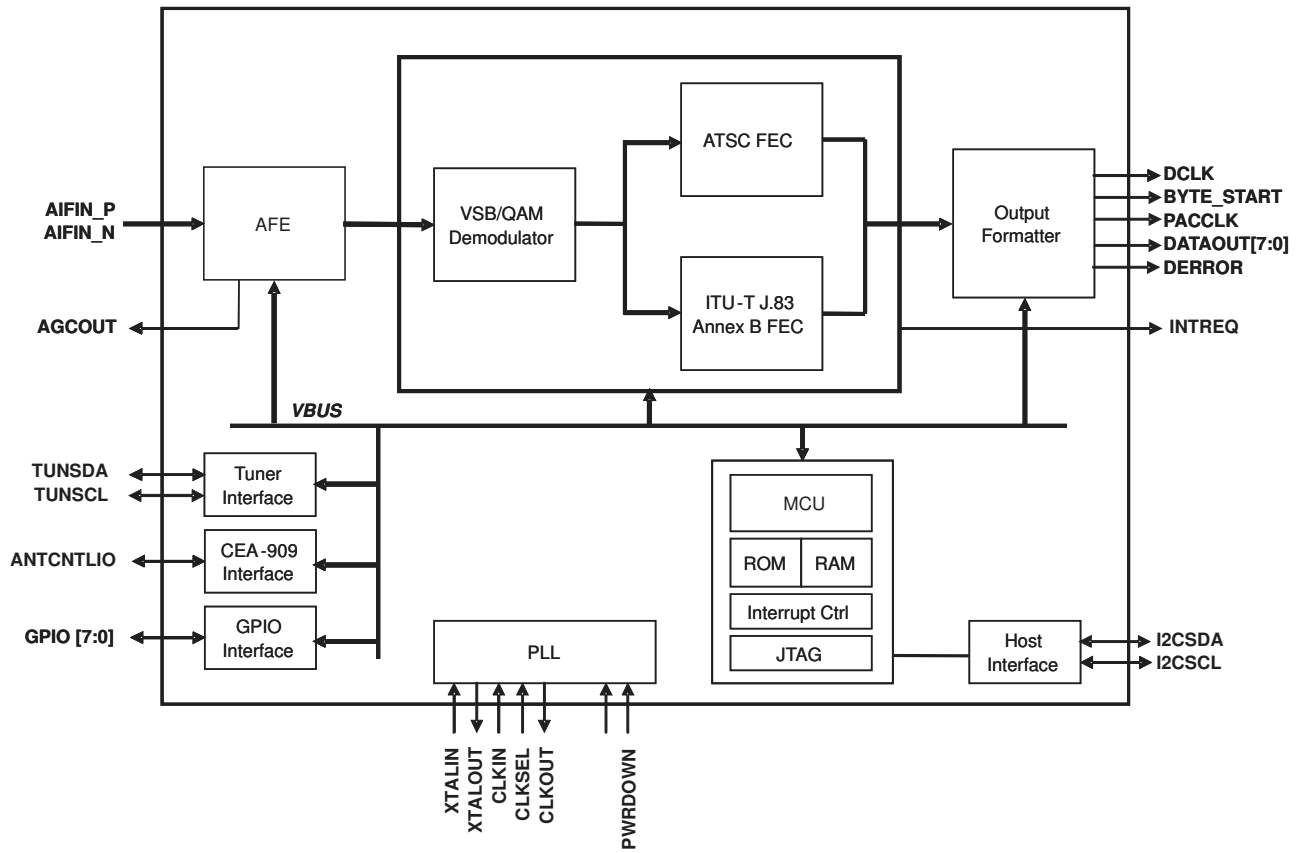 AIFIN_P
AIFIN_N
AGCOUT
AFE
VSB/QAM
Demodulator
ATSC FEC
ITU-T J.83
Annex B FEC
Output
Formatter
DCLK
BYTE_START
PACCLK
DATAOUT[7:0]
DERROR
INTREQ
VBUS
TUNSDA
TUNSCL
Tuner
Interface
ANTCNTLIO
CEA-909
Interface
GPIO [7:0]
GPIO
Interface
PLL
MCU
ROM
RAM
Interrupt Ctrl
JTAG
Host
Interface
I2CSDA
I2CSCL
XTALIN
XTALOUT
CLKIN
CLKSEL
CLKOUT
PWRDOWN